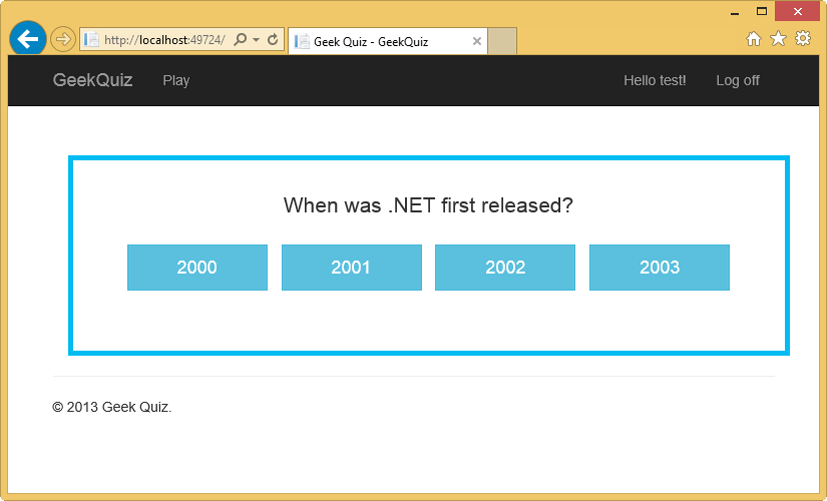 http://localhost:49724/
Geek Quiz - GeekQuiz
GeekQuiz Play Hello test! Log off
When was .NET first released?
2000 2001 2002 2003
© 2013 Geek Quiz.